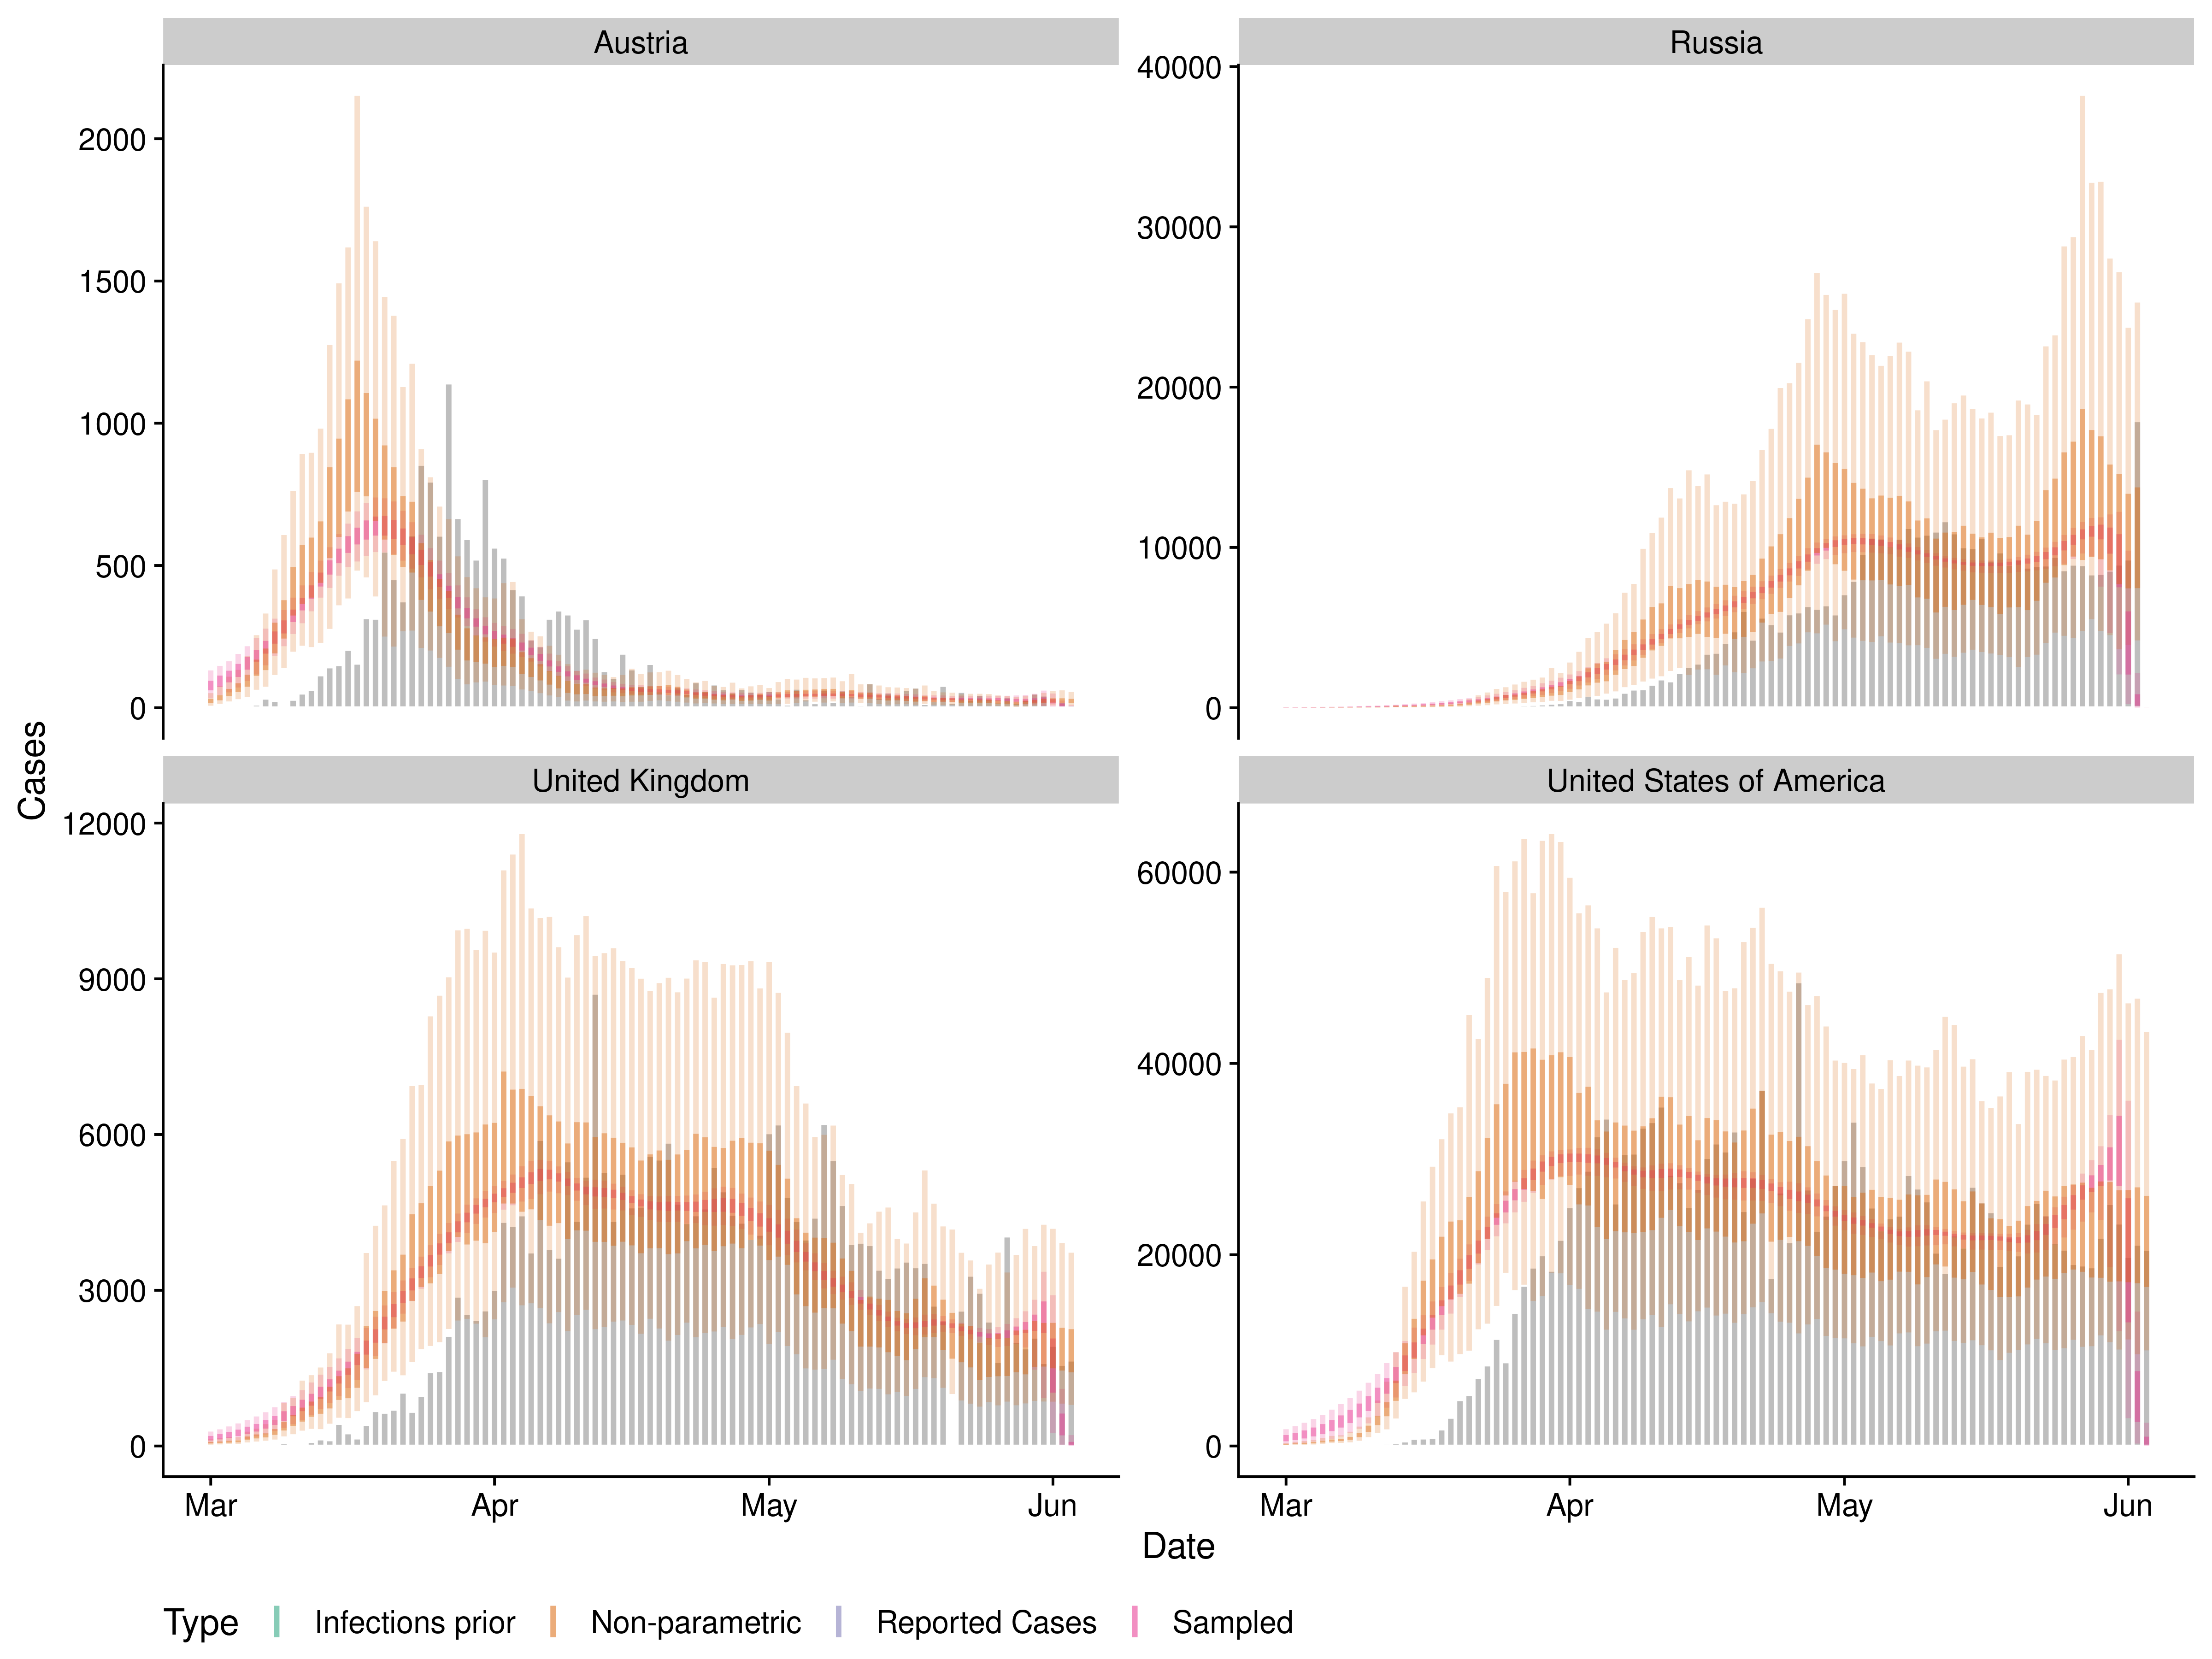 Austria
Russia
2000
1500
1000
500
0
40000
30000
20000
10000
0
Cases
United Kingdom
United States of America
12000
9000
6000
3000
0
60000
40000
20000
0
Mar Apr May Jun
Mar Apr May Jun
Date
Type Infections prior Non-parametric Reported Cases Sampled